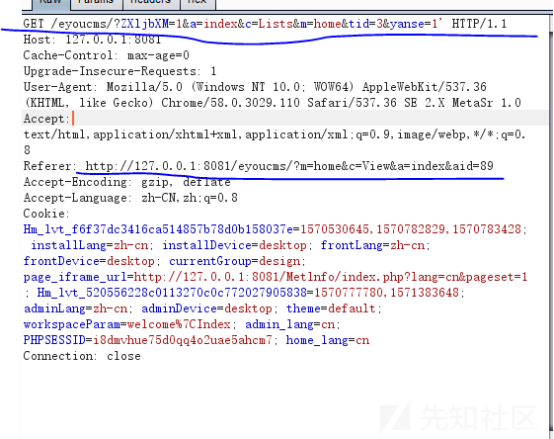 Raw Params Headers Hex
GET /eyoucms/?ZXljbXM=1&a=index&c=Lists&m=home&tid=3&yanse=1' HTTP/1.1
Host: 127.0.0.1:8081
Cache-Control: max-age=0
Upgrade-Insecure-Requests: 1
User-Agent: Mozilla/5.0 (Windows NT 10.0; WOW64) AppleWebKit/537.36
(KHTML, like Gecko) Chrome/58.0.3029.110 Safari/537.36 SE 2.X MetaSr 1.0
Accept:
text/html,application/xhtml+xml,application/xml;q=0.9,image/webp,*/*;q=0.
8
Referer: http://127.0.0.1:8081/eyoucms/?m=home&c=View&a=index&aid=89
Accept-Encoding: gzip, deflate
Accept-Language: zh-CN,zh;q=0.8
Cookie:
Hm_lvt_f6f37dc3416ca514857b78d0b158037e=1570530645,1570782829,1570783428;
installLang=zh-cn; installDevice=desktop; frontLang=zh-cn;
frontDevice=desktop; currentGroup=design;
page_iframe_url=http://127.0.0.1:8081/MetInfo/index.php?lang=cn&pageset=1
; Hm_lvt_520556228c0113270c0c772027905838=1570777780,1571383648;
adminLang=zh-cn; adminDevice=desktop; theme=default;
workspaceParam=welcome%7CIndex; admin_lang=cn;
PHPSESSID=i8dmvhue75d0qq4o2uae5ahcm7; home_lang=cn
Connection: close
先知社区